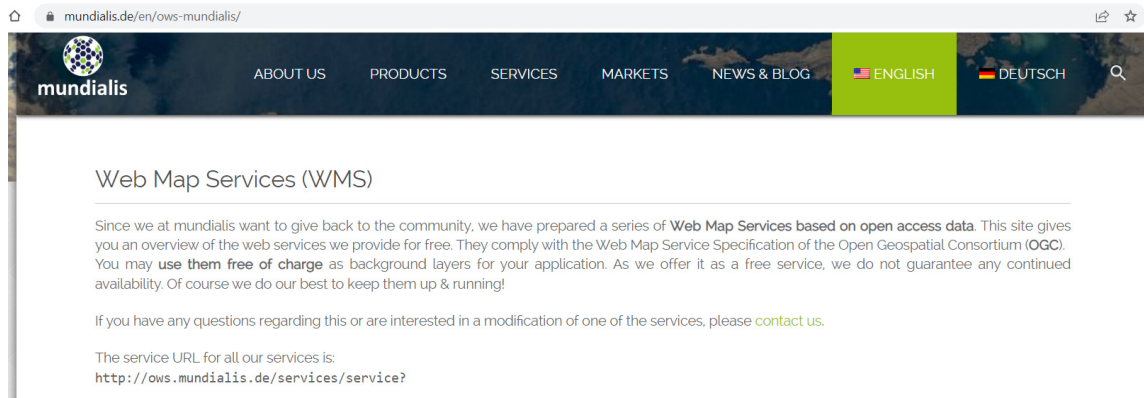 mundialis.de/en/ows-mundialis/
mundialis
ABOUT US PRODUCTS SERVICES MARKETS NEWS & BLOG ENGLISH DEUTSCH
Web Map Services (WMS)
Since we at mundialis want to give back to the community, we have prepared a series of Web Map Services based on open access data. This site gives
you an overview of the web services we provide for free. They comply with the Web Map Service Specification of the Open Geospatial Consortium (OGC).
You may use them free of charge as background layers for your application. As we offer it as a free service, we do not guarantee any continued
availability. Of course we do our best to keep them up & running!
If you have any questions regarding this or are interested in a modification of one of the services, please contact us.
The service URL for all our services is:
http://ows.mundialis.de/services/service?